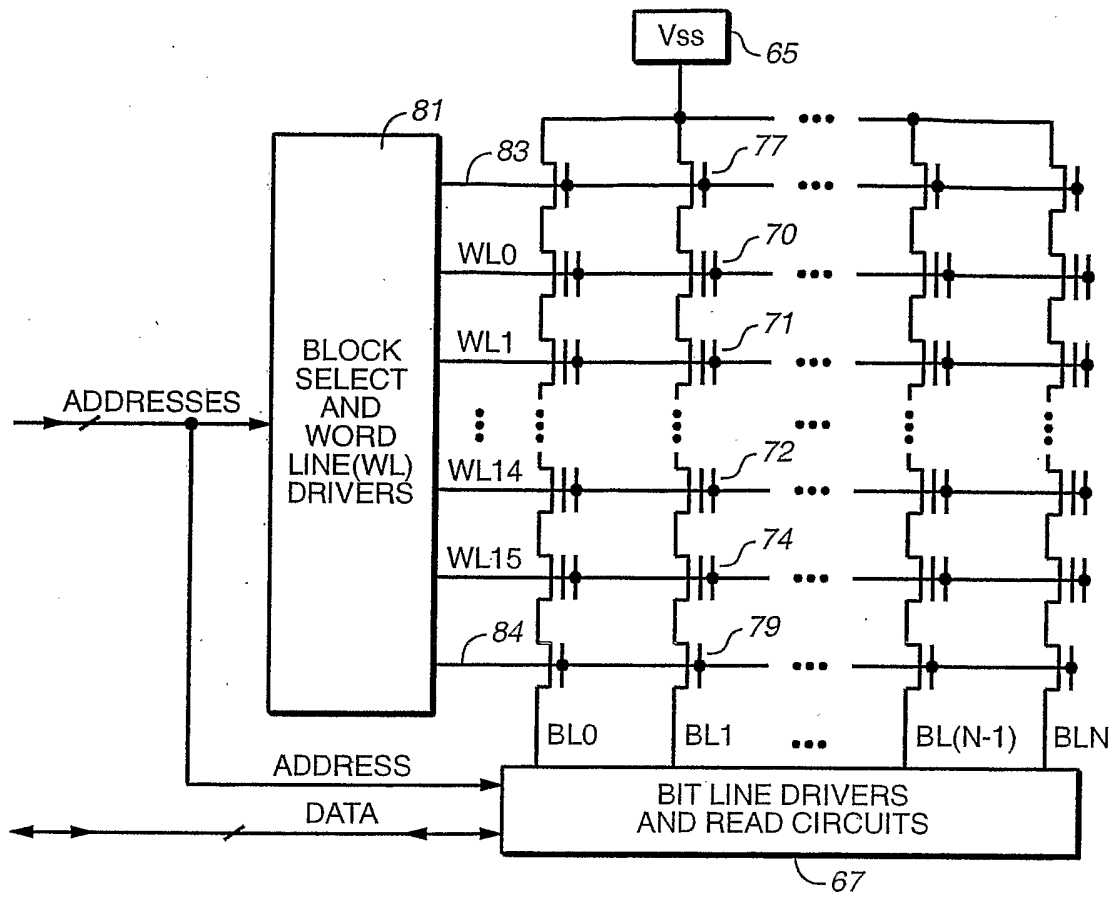 Vss
65
81
83
77
WL0
70
WL1
71
BLOCK
SELECT
AND
WORD
LINE(WL)
DRIVERS
ADDRESSES
WL14
72
WL15
74
84
79
BL0
BL1
BL(N-1)
BLN
ADDRESS
DATA
BIT LINE DRIVERS
AND READ CIRCUITS
67